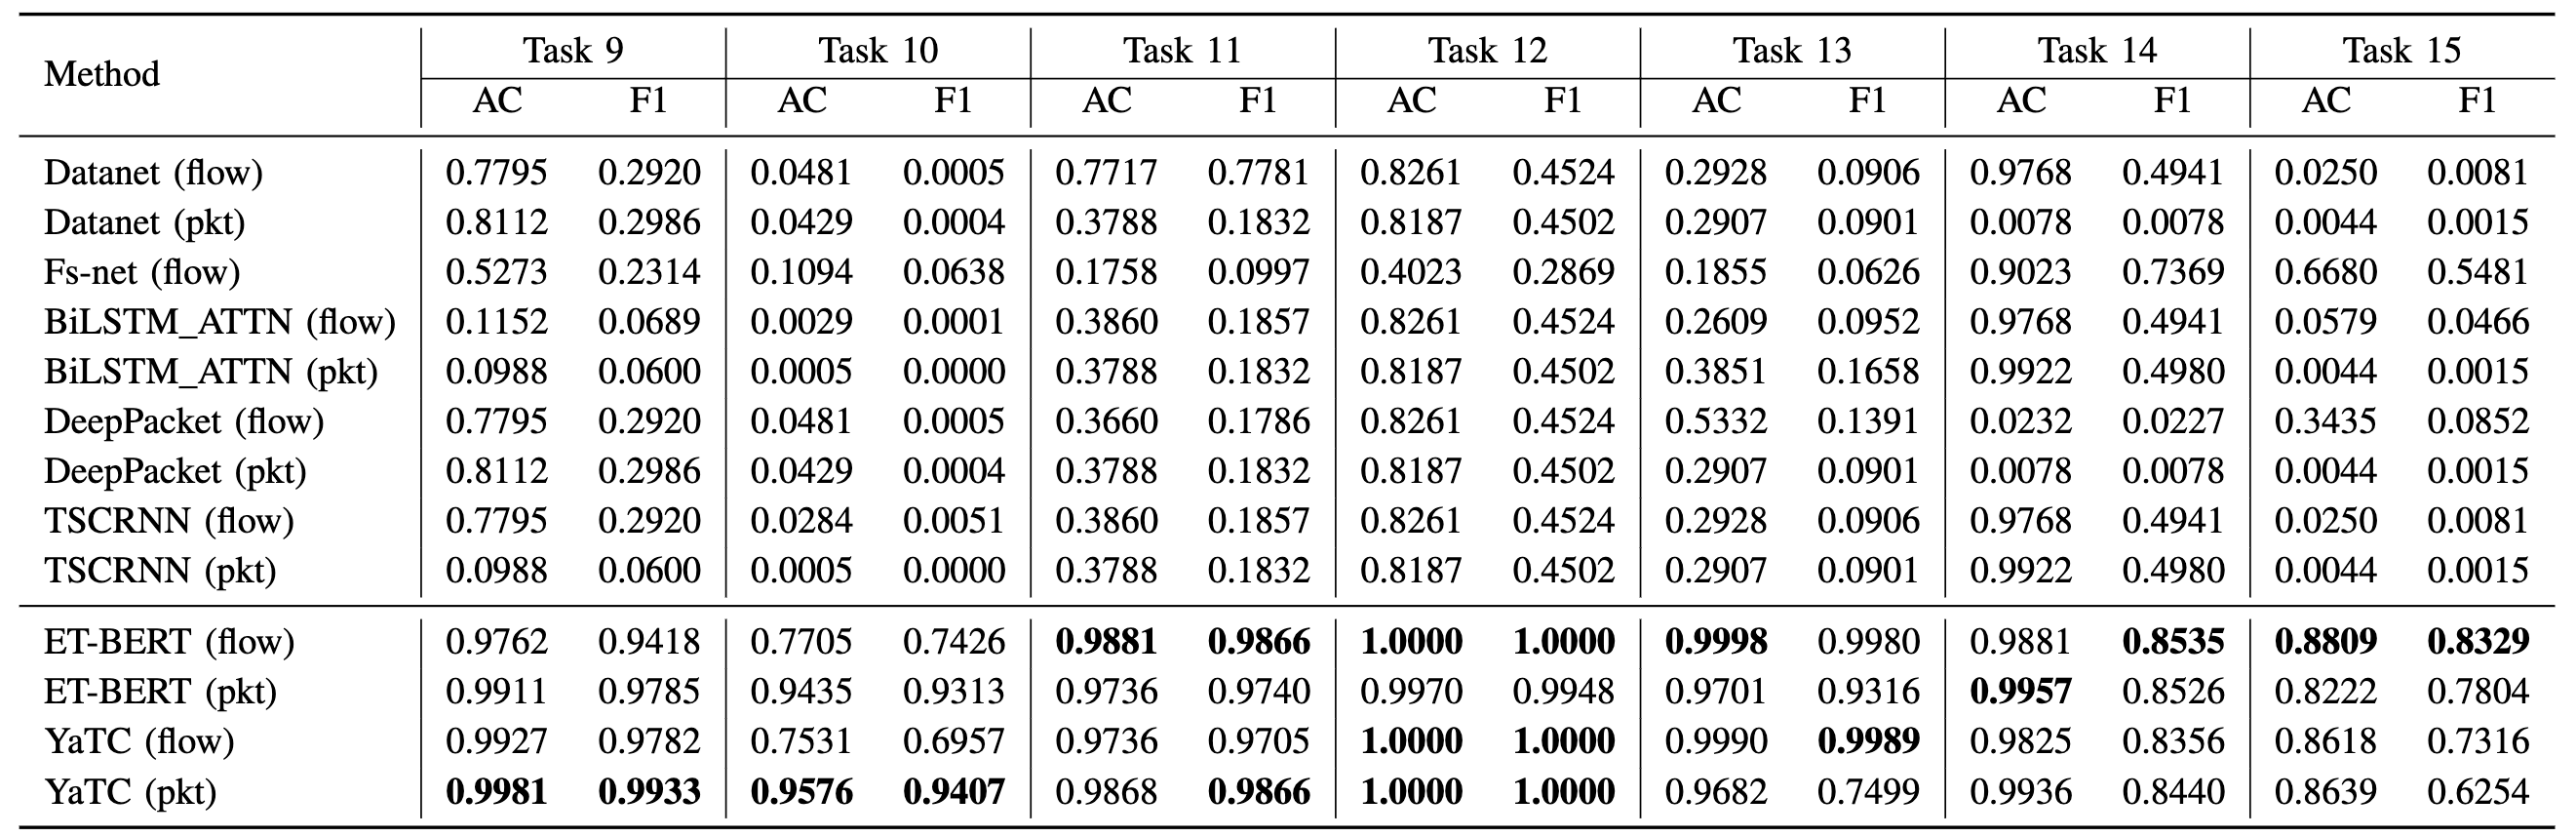 Method Task 9 Task 10 Task 11 Task 12 Task 13 Task 14 Task 15
AC F1 AC F1 AC F1 AC F1 AC F1 AC F1 AC F1
Datanet (flow) 0.7795 0.2920 0.0481 0.0005 0.7717 0.7781 0.8261 0.4524 0.2928 0.0906 0.9768 0.4941 0.0250 0.0081
Datanet (pkt) 0.8112 0.2986 0.0429 0.0004 0.3788 0.1832 0.8187 0.4502 0.2907 0.0901 0.0078 0.0078 0.0044 0.0015
Fs-net (flow) 0.5273 0.2314 0.1094 0.0638 0.1758 0.0997 0.4023 0.2869 0.1855 0.0626 0.9023 0.7369 0.6680 0.5481
BiLSTM_ATTN (flow) 0.1152 0.0689 0.0029 0.0001 0.3860 0.1857 0.8261 0.4524 0.2609 0.0952 0.9768 0.4941 0.0579 0.0466
BiLSTM_ATTN (pkt) 0.0988 0.0600 0.0005 0.0000 0.3788 0.1832 0.8187 0.4502 0.3851 0.1658 0.9922 0.4980 0.0044 0.0015
DeepPacket (flow) 0.7795 0.2920 0.0481 0.0005 0.3660 0.1786 0.8261 0.4524 0.5332 0.1391 0.0232 0.0227 0.3435 0.0852
DeepPacket (pkt) 0.8112 0.2986 0.0429 0.0004 0.3788 0.1832 0.8187 0.4502 0.2907 0.0901 0.0078 0.0078 0.0044 0.0015
TSCRNN (flow) 0.7795 0.2920 0.0284 0.0051 0.3860 0.1857 0.8261 0.4524 0.2928 0.0906 0.9768 0.4941 0.0250 0.0081
TSCRNN (pkt) 0.0988 0.0600 0.0005 0.0000 0.3788 0.1832 0.8187 0.4502 0.2907 0.0901 0.9922 0.4980 0.0044 0.0015
ET-BERT (flow) 0.9762 0.9418 0.7705 0.7426 0.9881 0.9866 1.0000 1.0000 0.9998 0.9980 0.9881 0.8535 0.8809 0.8329
ET-BERT (pkt) 0.9911 0.9785 0.9435 0.9313 0.9736 0.9740 0.9970 0.9948 0.9701 0.9316 0.9957 0.8526 0.8222 0.7804
YaTC (flow) 0.9927 0.9782 0.7531 0.6957 0.9736 0.9705 1.0000 1.0000 0.9990 0.9989 0.9825 0.8356 0.8618 0.7316
YaTC (pkt) 0.9981 0.9933 0.9576 0.9407 0.9868 0.9866 1.0000 1.0000 0.9682 0.7499 0.9936 0.8440 0.8639 0.6254